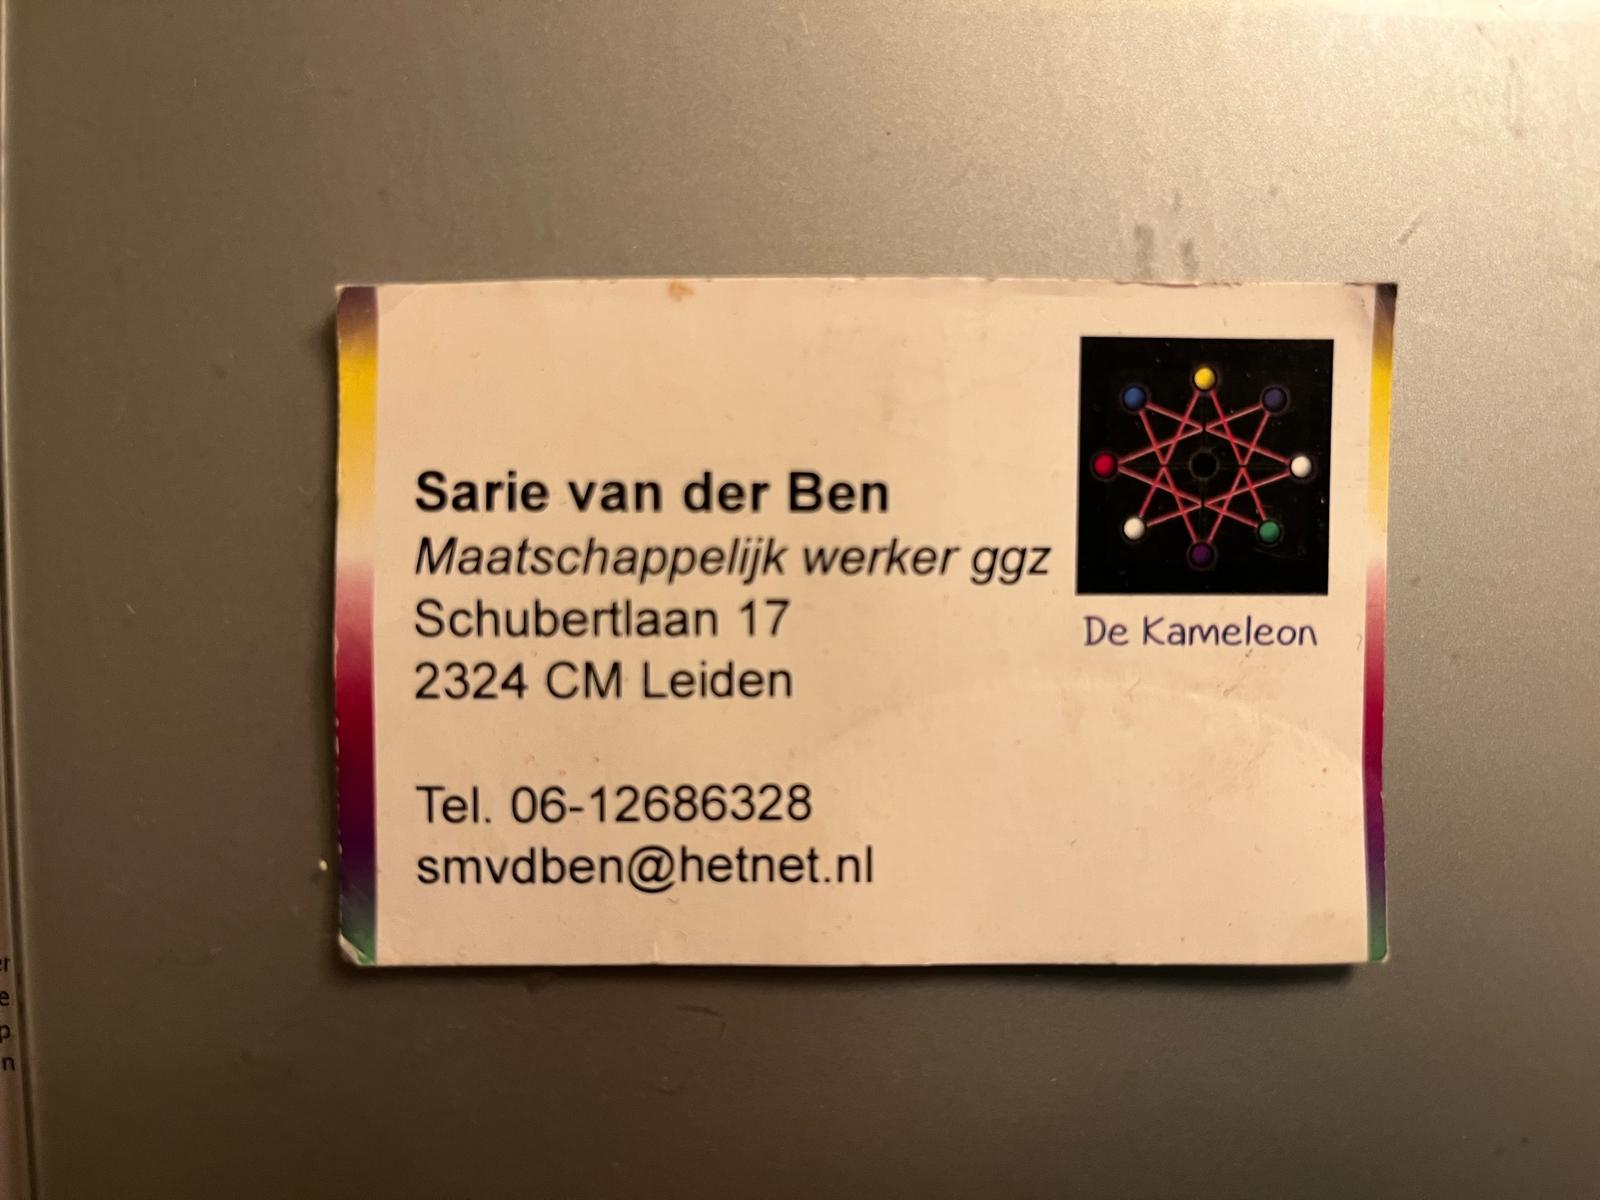 Sarie van der Ben
Maatschappelijk werker ggz
Schubertlaan 17
2324 CM Leiden
De Kameleon
Tel. 06-12686328
smvdben@hetnet.nl